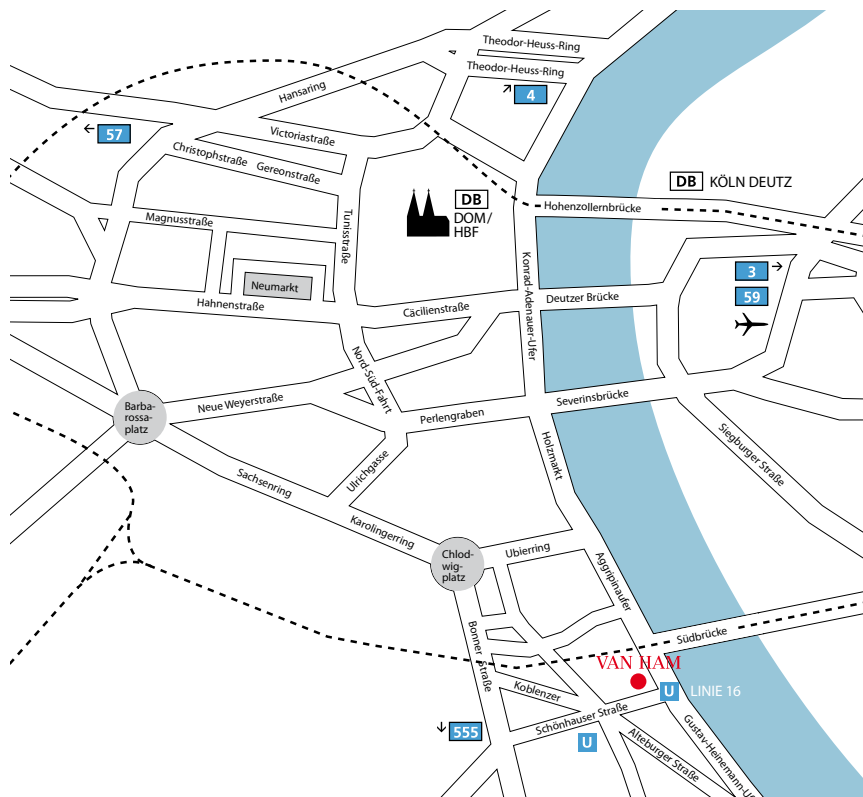 Theodor-Heuss-Ring
Theodor-Heuss-Ring
Hansaring
4
57
Victoriastraße
Christophstraße
Gereonstraße
DB KÖLN DEUTZ
DB
DOM/
HBF
Hohenzollernbrücke
Magnusstraße
Tunisstraße
Konrad-Adenauer-Ufer
3
59
Neumarkt
Hahnenstraße
Cäcilienstraße
Deutzer Brücke
Nord-Süd-Fahrt
Barba-
rossa-
platz
Neue Weyerstraße
Perlengraben
Severinsbrücke
Holzmarkt
Siegburger Straße
Ulrichgasse
Sachsenring
Karolingerring
Chlod-
wig-
platz
Ubierring
Aggripinaufer
Bonner Straße
Südbrücke
VAN HAM
U LINIE 16
Koblenzer
Schönhauser Straße
555
U
Alteburger Straße
Gustav-Heinemann-U